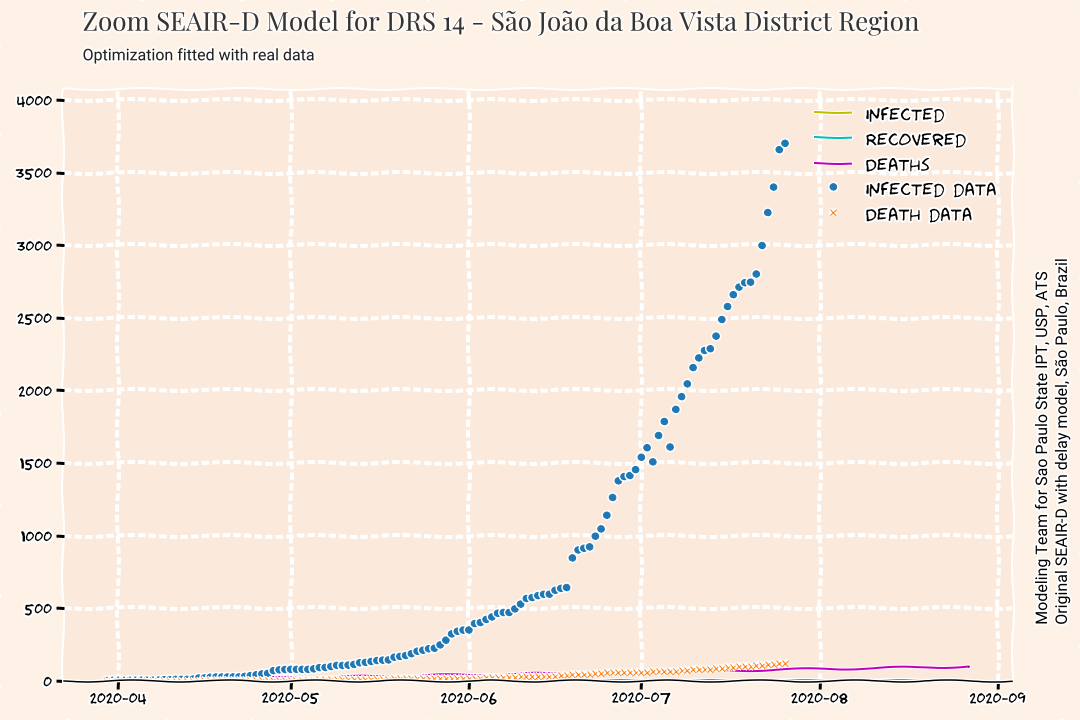 Zoom SEAIR-D Model for DRS 14 - São João da Boa Vista District Region
Optimization fitted with real data
4000
3500
3000
2500
2000
1500
1000
500
0
INFECTED
RECOVERED
DEATHS
INFECTED DATA
DEATH DATA
2020-04
2020-05
2020-06
2020-07
2020-08
2020-09
Modeling Team for Sao Paulo State IPT, USP, ATS
Original SEAIR-D with delay model, São Paulo, Brazil